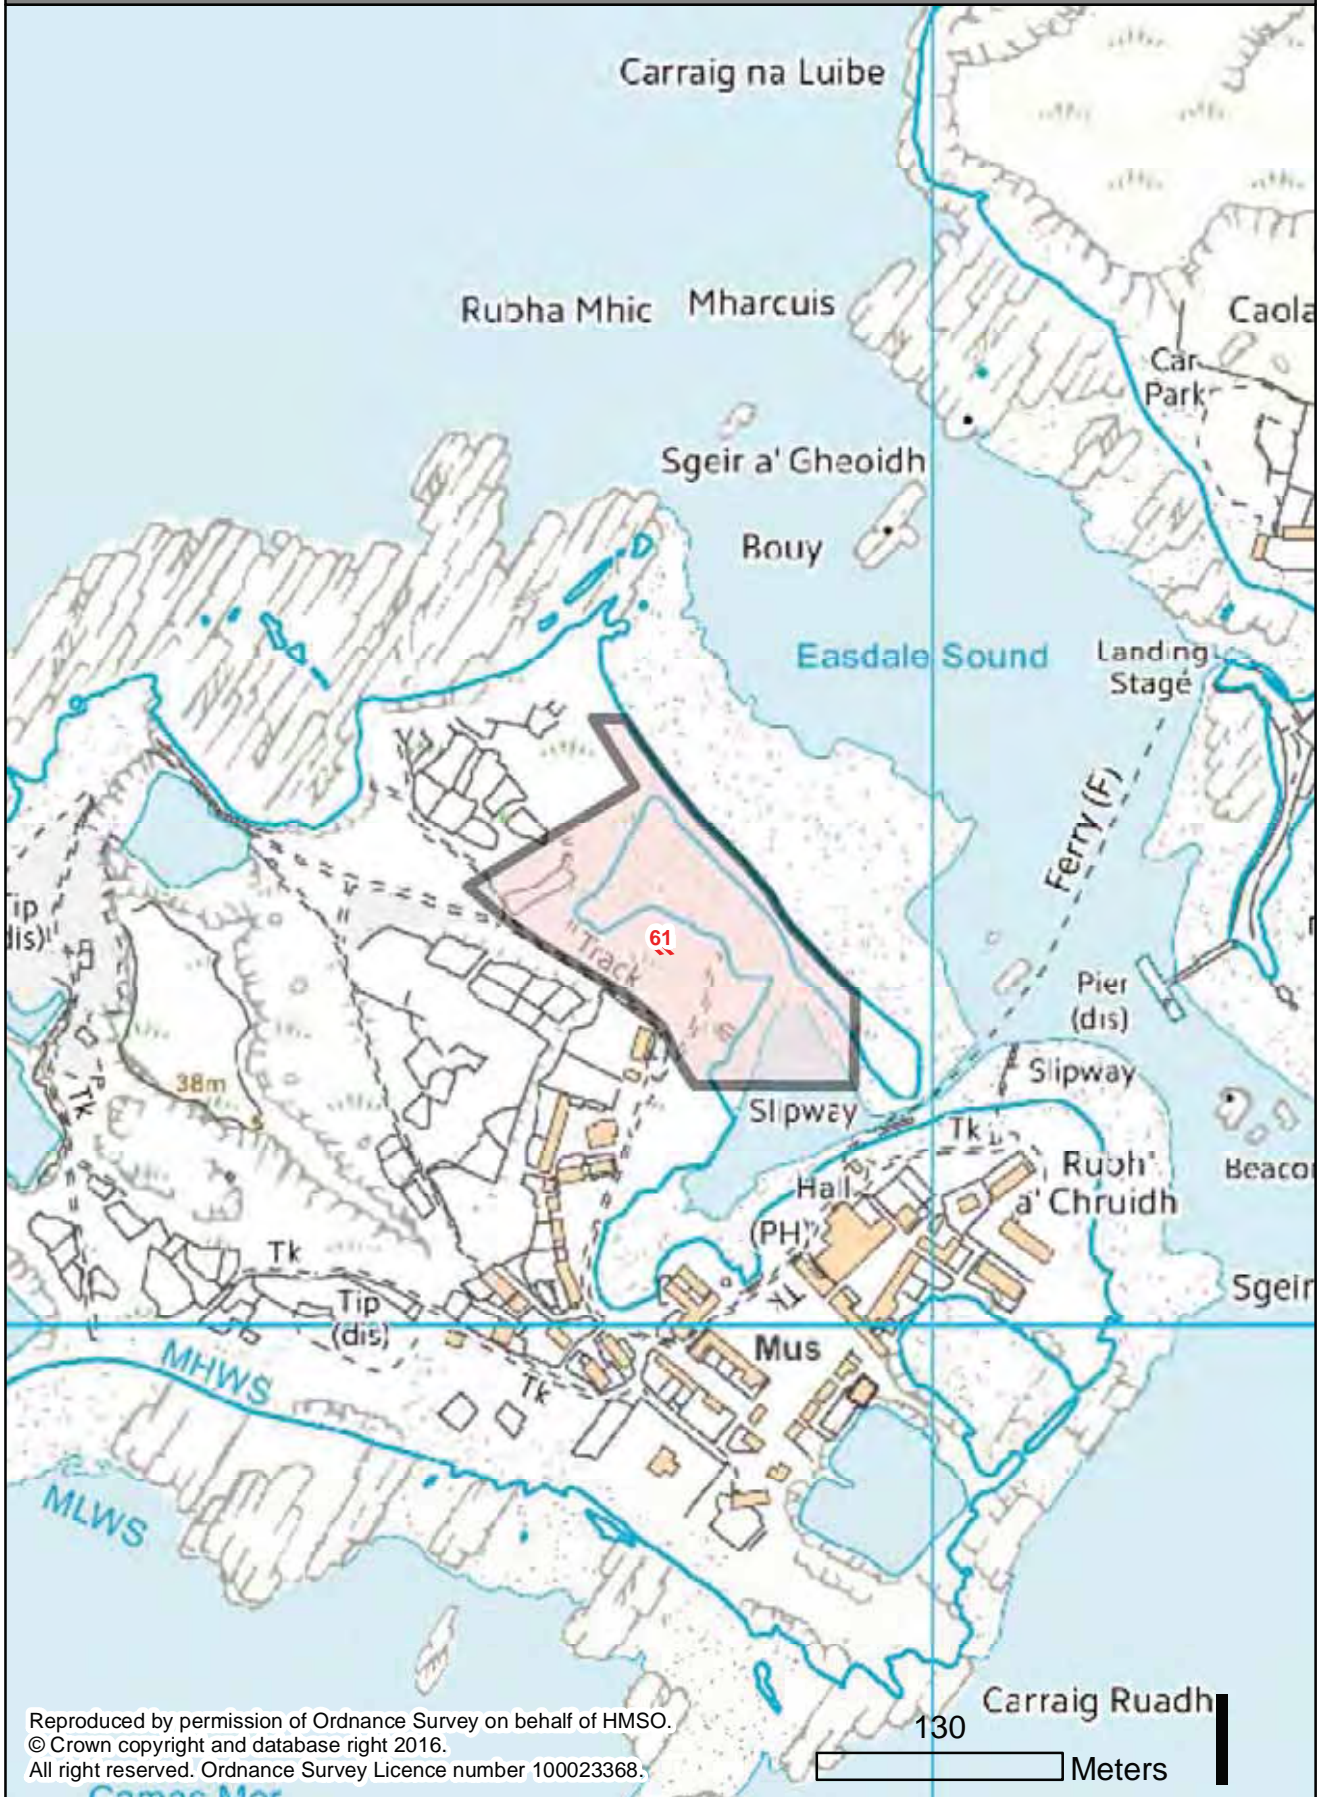 Carraig na Luibe
Rubha Mhic Mharcuis
Caola
Car
Park
Sgeir a' Gheoidh
Bouy
Easdale Sound
Landing
Stage
Ferry (F)
Tip
dis)
61
Track
Pier
(dis)
Slipway
38m
Tk
Slipway
Tk
Rubh'
a' Chruidh
Beacon
Hall
(PH)
Tk
Tk
Sgeir
Tip
(dis)
Mus
MHWS
Tk
MLWS
Carraig Ruadh
Reproduced by permission of Ordnance Survey on behalf of HMSO.
© Crown copyright and database right 2016.
All right reserved. Ordnance Survey Licence number 100023368.
130
Meters
Camas Mor